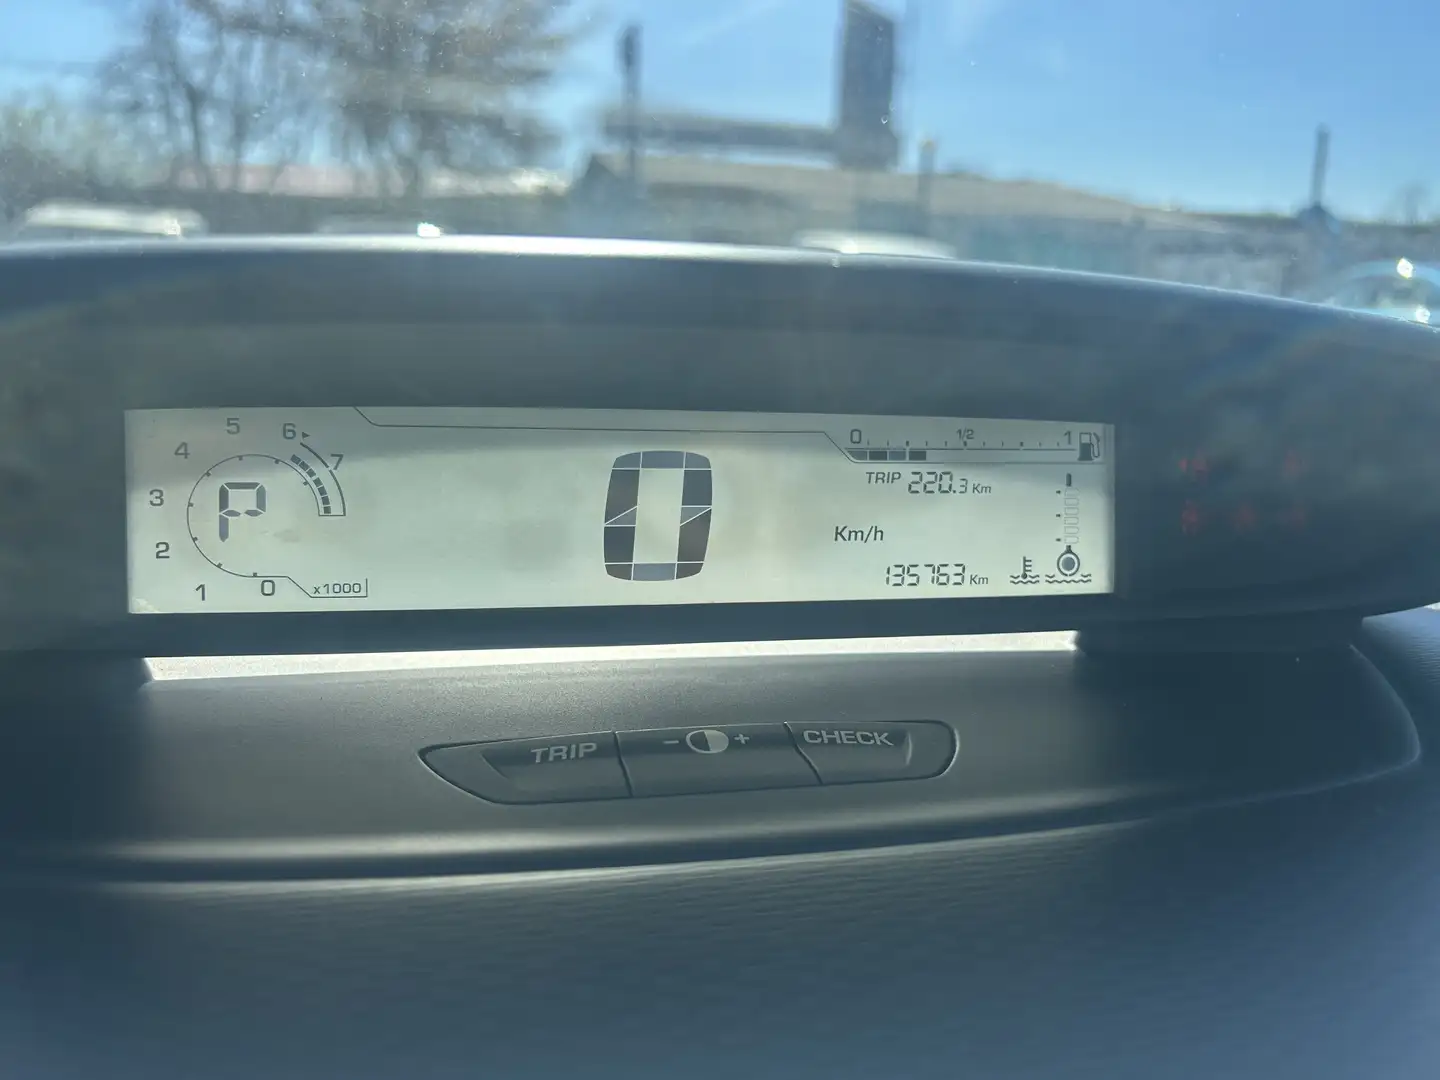 0 1/2 1
TRIP 220.3 Km
5 6 7
4
3
2
1 0 x1000
P
0
Km/h
135763 Km
TRIP - + CHECK